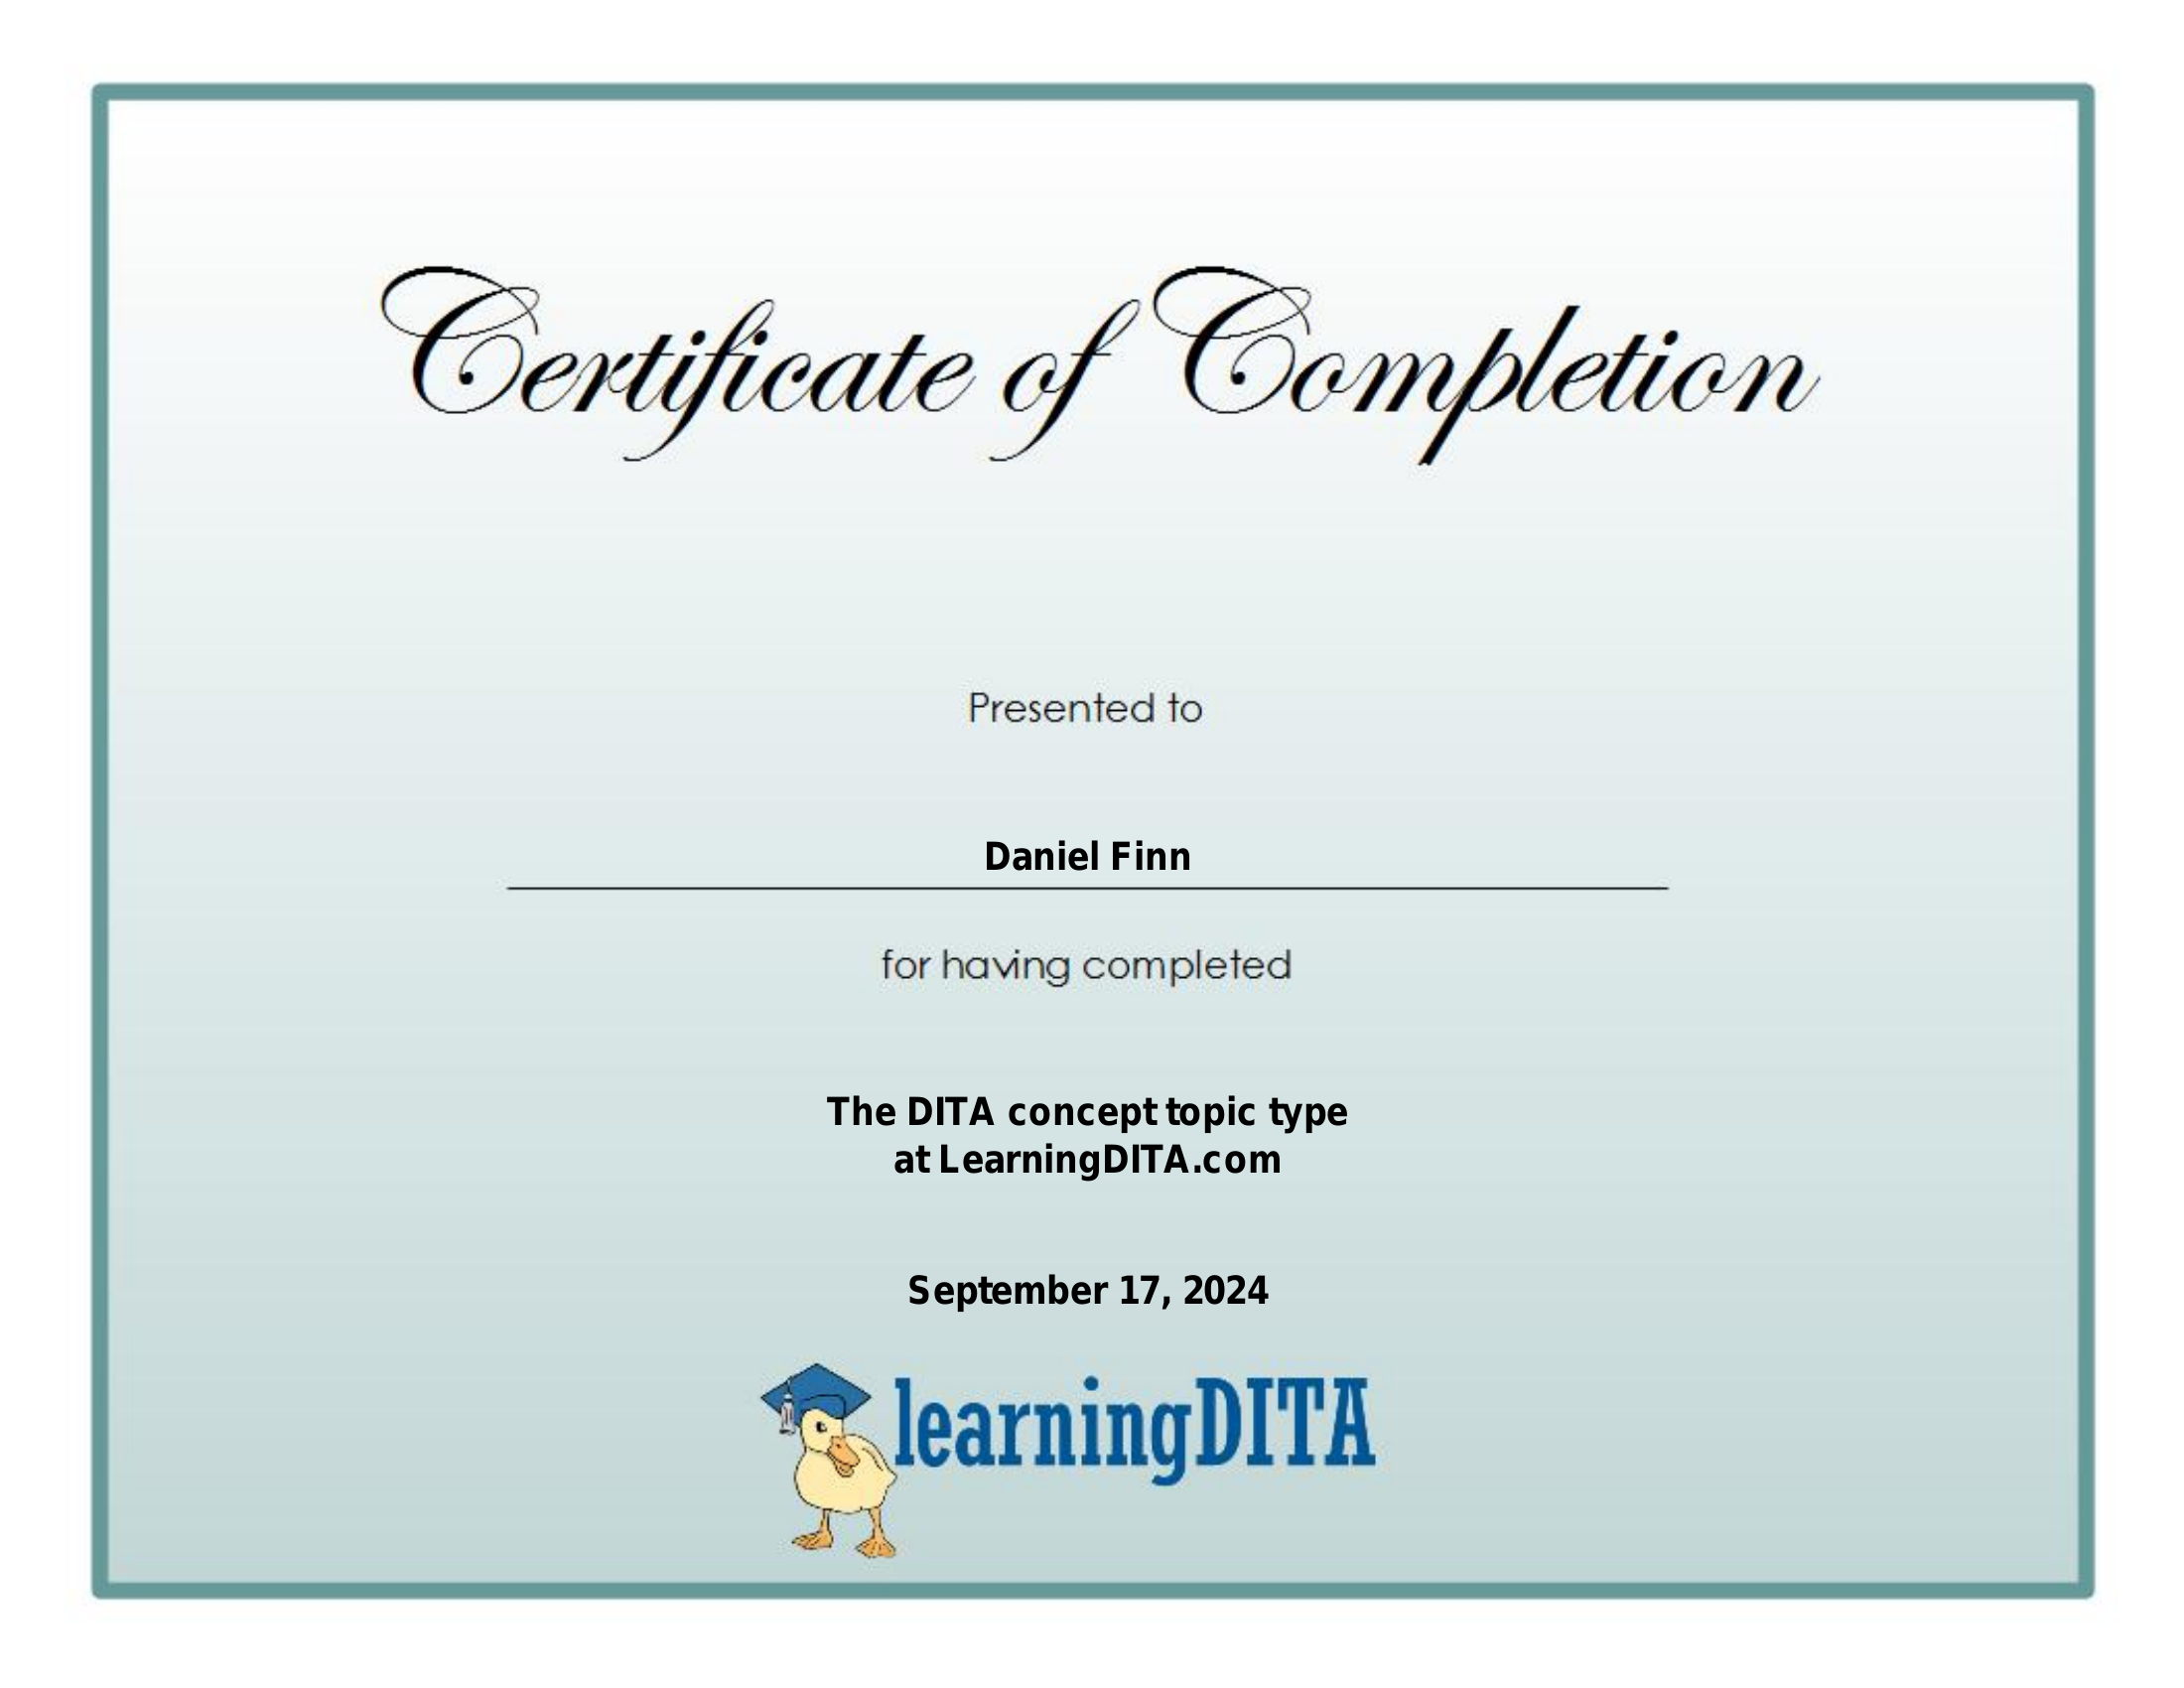 Certificate of Completion
Presented to
Daniel Finn
for having completed
The DITA concept topic type
at LearningDITA.com
September 17, 2024
learningDITA